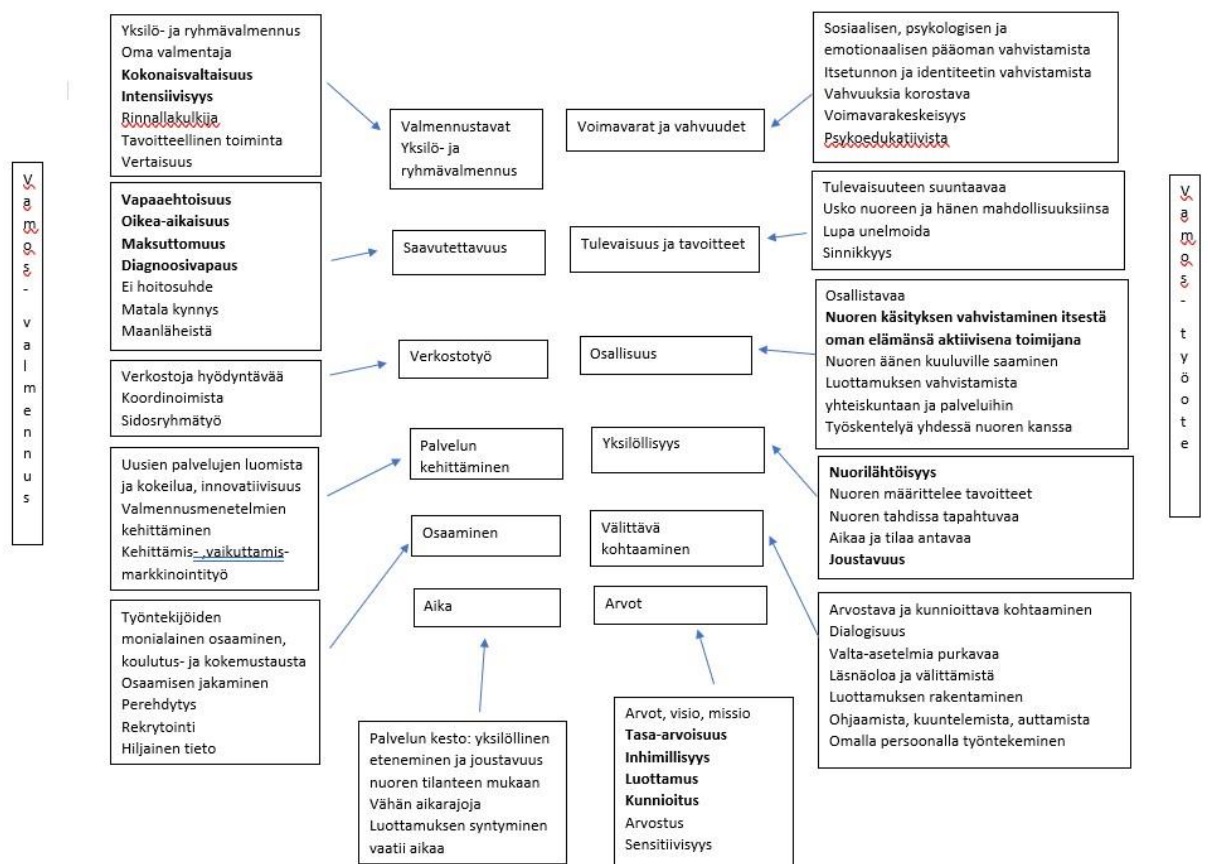 Vamos-valmennus
Yksilö- ja ryhmävalmennus
Oma valmentaja
Kokonaisvaltaisuus
Intensiivisyys
Rinnallakulkija
Tavoitteellinen toiminta
Vertaisuus
Vapaaehtoisuus
Oikea-aikaisuus
Maksuttomuus
Diagnoosivapaus
Ei hoitosuhde
Matala kynnys
Maanläheistä
Verkostoja hyödyntävää
Koordinoimista
Sidosryhmätyö
Uusien palvelujen luomista
ja kokeilua, innovatiivisuus
Valmennusmenetelmien
kehittäminen
Kehittämis- ,vaikuttamis-
markkinointityö
Työntekijöiden
monialainen osaaminen,
koulutus- ja kokemustausta
Osaamisen jakaminen
Perehdytys
Rekrytointi
Hiljainen tieto
Valmennustavat
Yksilö- ja
ryhmävalmennus
Saavutettavuus
Verkostotyö
Palvelun
kehittäminen
Osaaminen
Aika
Palvelun kesto: yksilöllinen
eteneminen ja joustavuus
nuoren tilanteen mukaan
Vähän aikarajoja
Luottamuksen syntyminen
vaatii aikaa
Voimavarat ja vahvuudet
Tulevaisuus ja tavoitteet
Osallisuus
Yksilöllisyys
Välittävä
kohtaaminen
Arvot
Arvot, visio, missio
Tasa-arvoisuus
Inhimillisyys
Luottamus
Kunnioitus
Arvostus
Sensitiivisyys
Sosiaalisen, psykologisen ja
emotionaalisen pääoman vahvistamista
Itsetunnon ja identiteetin vahvistamista
Vahvuuksia korostava
Voimavarakeskeisyys
Psykoedukatiivista
Tulevaisuuteen suuntaavaa
Usko nuoreen ja hänen mahdollisuuksiinsa
Lupa unelmoida
Sinnikkyys
Osallistavaa
Nuoren käsityksen vahvistaminen itsestä
oman elämänsä aktiivisena toimijana
Nuoren äänen kuuluville saaminen
Luottamuksen vahvistamista
yhteiskuntaan ja palveluihin
Työskentelyä yhdessä nuoren kanssa
Nuorilähtöisyys
Nuoren määrittelee tavoitteet
Nuoren tahdissa tapahtuvaa
Aikaa ja tilaa antavaa
Joustavuus
Arvostava ja kunnioittava kohtaaminen
Dialogisuus
Valta-asetelmia purkavaa
Läsnäoloa ja välittämistä
Luottamuksen rakentaminen
Ohjaamista, kuuntelemista, auttamista
Omalla persoonalla työntekeminen
Vamos-työote